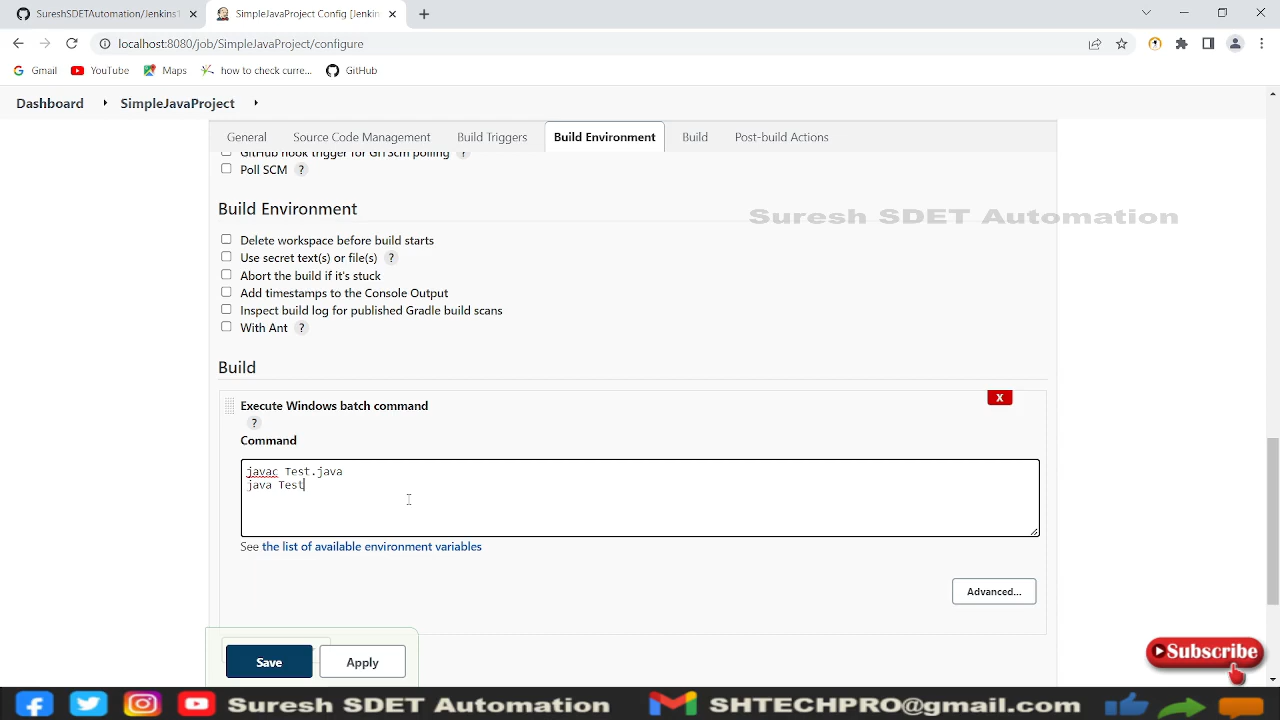 SureshSDETAutomation/Jenkins1
SimpleJavaProject Config [Jenkin
localhost:8080/job/SimpleJavaProject/configure
Gmail
YouTube
Maps
how to check curre...
GitHub
Dashboard
SimpleJavaProject
General
Source Code Management
Build Triggers
Build Environment
Build
Post-build Actions
GitHub hook trigger for GITScm polling ?
Poll SCM ?
Build Environment
Suresh SDET Automation
Delete workspace before build starts
Use secret text(s) or file(s) ?
Abort the build if it's stuck
Add timestamps to the Console Output
Inspect build log for published Gradle build scans
With Ant ?
Build
Execute Windows batch command
X
?
Command
javac Test.java
java Test
See the list of available environment variables
Advanced...
Save
Apply
Subscribe
Suresh SDET Automation
SHTECHPRO@gmail.com